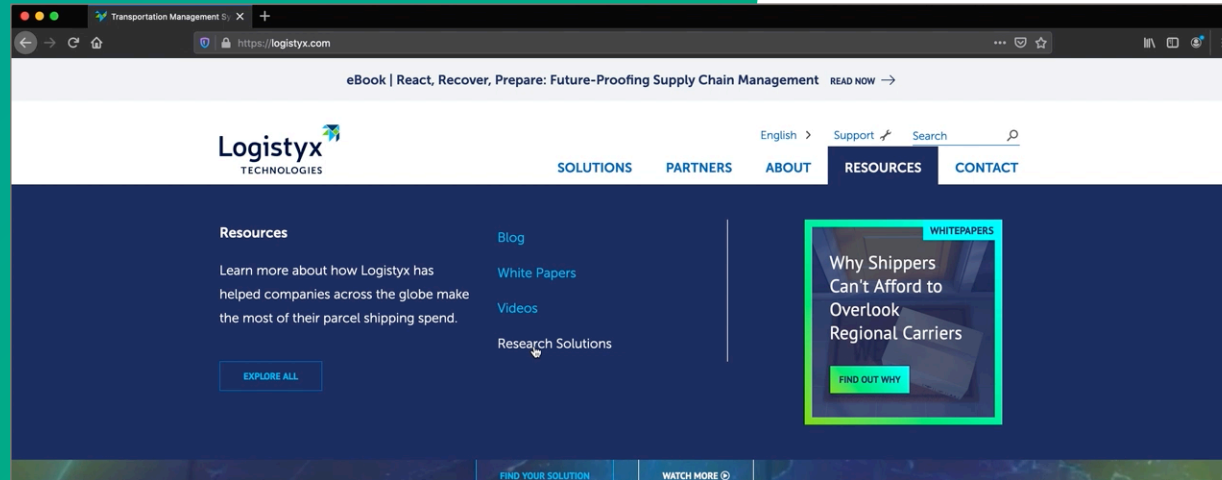 Transportation Management Sy
https://logistyx.com
eBook | React, Recover, Prepare: Future-Proofing Supply Chain Management READ NOW →
Logistyx
TECHNOLOGIES
English > Support Search
SOLUTIONS PARTNERS ABOUT RESOURCES CONTACT
Resources
Learn more about how Logistyx has
helped companies across the globe make
the most of their parcel shipping spend.
EXPLORE ALL
Blog
White Papers
Videos
Research Solutions
WHITEPAPERS
Why Shippers
Can't Afford to
Overlook
Regional Carriers
FIND OUT WHY
FIND YOUR SOLUTION
WATCH MORE